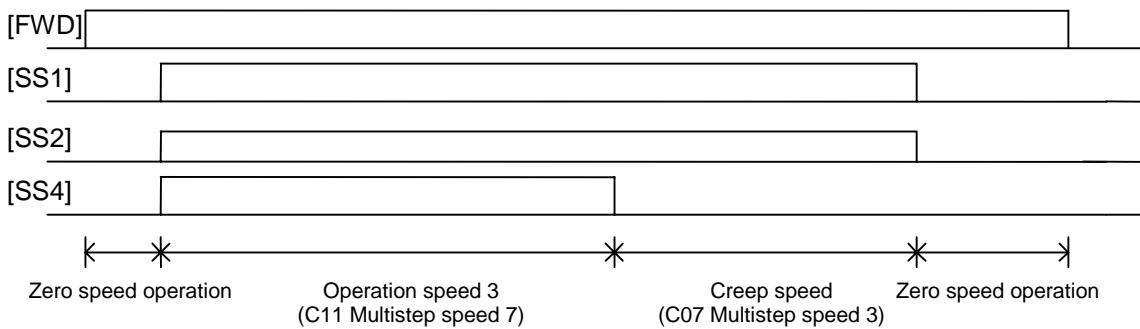 [FWD]
[SS1]
[SS2]
[SS4]
Zero speed operation
Operation speed 3
(C11 Multistep speed 7)
Creep speed
(C07 Multistep speed 3)
Zero speed operation